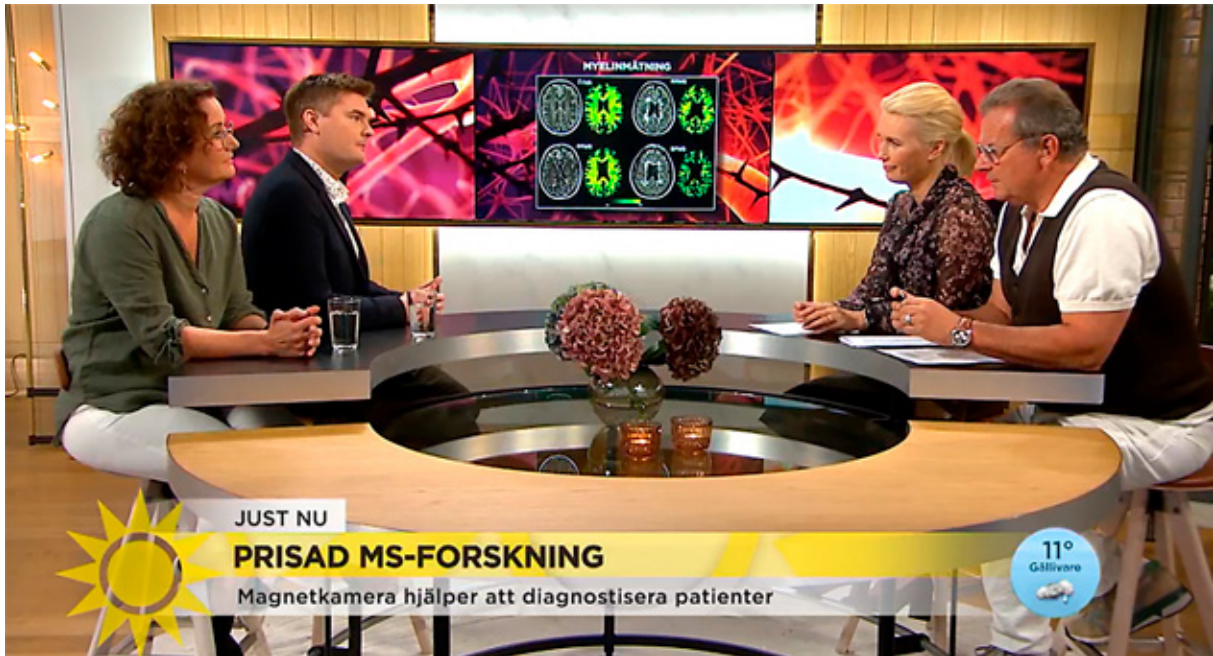 MYELINMÄTNING
JUST NU
PRISAD MS-FORSKNING
Magnetkamera hjälper att diagnostisera patienter
11°
Gällivare